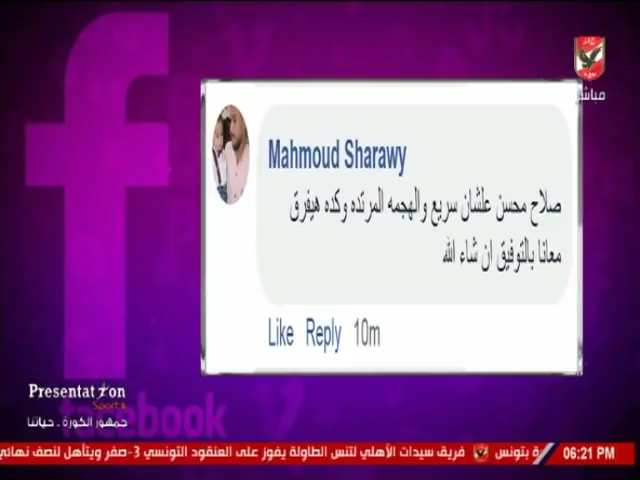 مباشر
Mahmoud Sharawy
صلاح محسن علشان سريع والهجمه المرتده وكده هيفرق
معانا بالتوفيق ان شاء الله
Like Reply 10m
Presentation
Sports
جمهور الكورة .. حياتنا
facebook
ة بتونس فريق سيدات الأهلي لتنس الطاولة يفوز على العنقود التونسي 3-صفر ويتأهل لنصف نهائي
06:21 PM